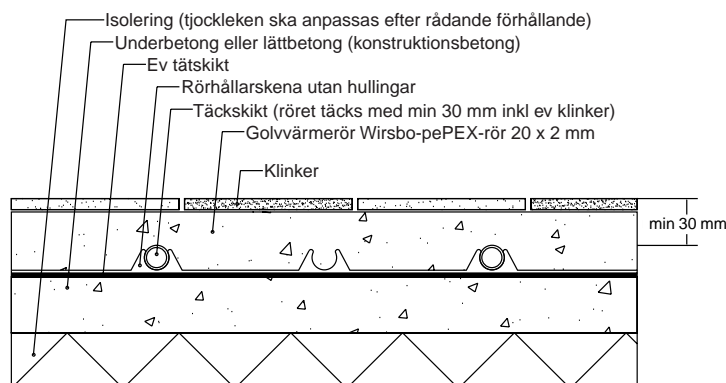 Isolering (tjockleken ska anpassas efter rådande förhållande)
Underbetong eller lättbetong (konstruktionsbetong)
Ev tätskikt
Rörhållarskena utan hullingar
Täckskikt (röret täcks med min 30 mm inkl ev klinker)
Golvvärmerör Wirsbo-pePEX-rör 20 x 2 mm
Klinker
min 30 mm